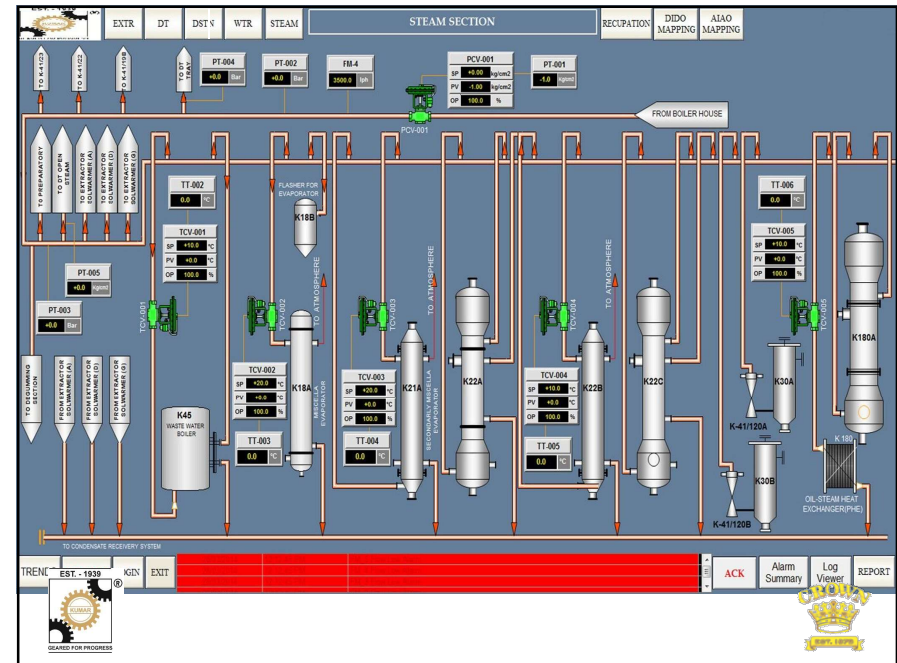 EST. - 1939
KUMAR
EXTR
DT
DST N
WTR
STEAM
STEAM SECTION
RECUPATION
DIDO
MAPPING
AIAO
MAPPING
TO K-41/23
TO K-41/22
TO K-41/19B
TO DT
TRAY
PT-004
+0.0 Bar
PT-002
+0.0 Bar
FM-4
3500.0 lph
PCV-001
SP +0.00 kg/cm2
PV -1.00 kg/cm2
OP 100.0 %
PT-001
-1.0
PCV-001
FROM BOILER HOUSE
TO PREPARATORY
TO DT OPEN
STEAM
TO EXTRACTOR
SOLWARMER(A)
TO EXTRACTOR
SOLWARMER(D)
TO EXTRACTOR
SOLWARMER(G)
TT-002
0.0 °C
TCV-001
SP +10.0 °C
PV +0.0 °C
OP 100.0 %
FLASHER FOR
EVAPORATOR
K18B
TT-006
0.0 °C
TCV-005
SP +10.0 °C
PV +0.0 °C
OP 100.0 %
PT-005
+0.0
PT-003
+0.0 Bar
TCV-001
TCV-002
TO ATMOSPHERE
TCV-003
TO ATMOSPHERE
TCV-004
TO ATMOSPHERE
TCV-005
K180A
TO DEGUMMING
SECTION
FROM EXTRACTOR
SOLWARMER (A)
FROM EXTRACTOR
SOLWARMER (D)
FROM EXTRACTOR
SOLWARMER (G)
K45
WASTE WATER
BOILER
TCV-002
SP +20.0 °C
PV +0.0 °C
OP 100.0 %
TT-003
0.0 °C
K18A
MISCELLA
EVAPORATOR
TCV-003
SP +20.0 °C
PV +0.0 °C
OP 100.0 %
TT-004
0.0 °C
K21A
SECONDARLY MISCELLA
EVAPORATOR
K22A
TCV-004
SP +10.0 °C
PV +0.0 °C
OP 100.0 %
TT-005
0.0 °C
K22B
K22C
K30A
K-41/120A
K30B
K-41/120B
K 180
OIL-STEAM HEAT
EXCHANGER(PHE)
TO CONDENSATE RECEIVERY SYSTEM
TREND
EXIT
ACK
Alarm
Summary
Log
Viewer
REPORT
EST. - 1939
®
KUMAR
GEARED FOR PROGRESS
CROWN